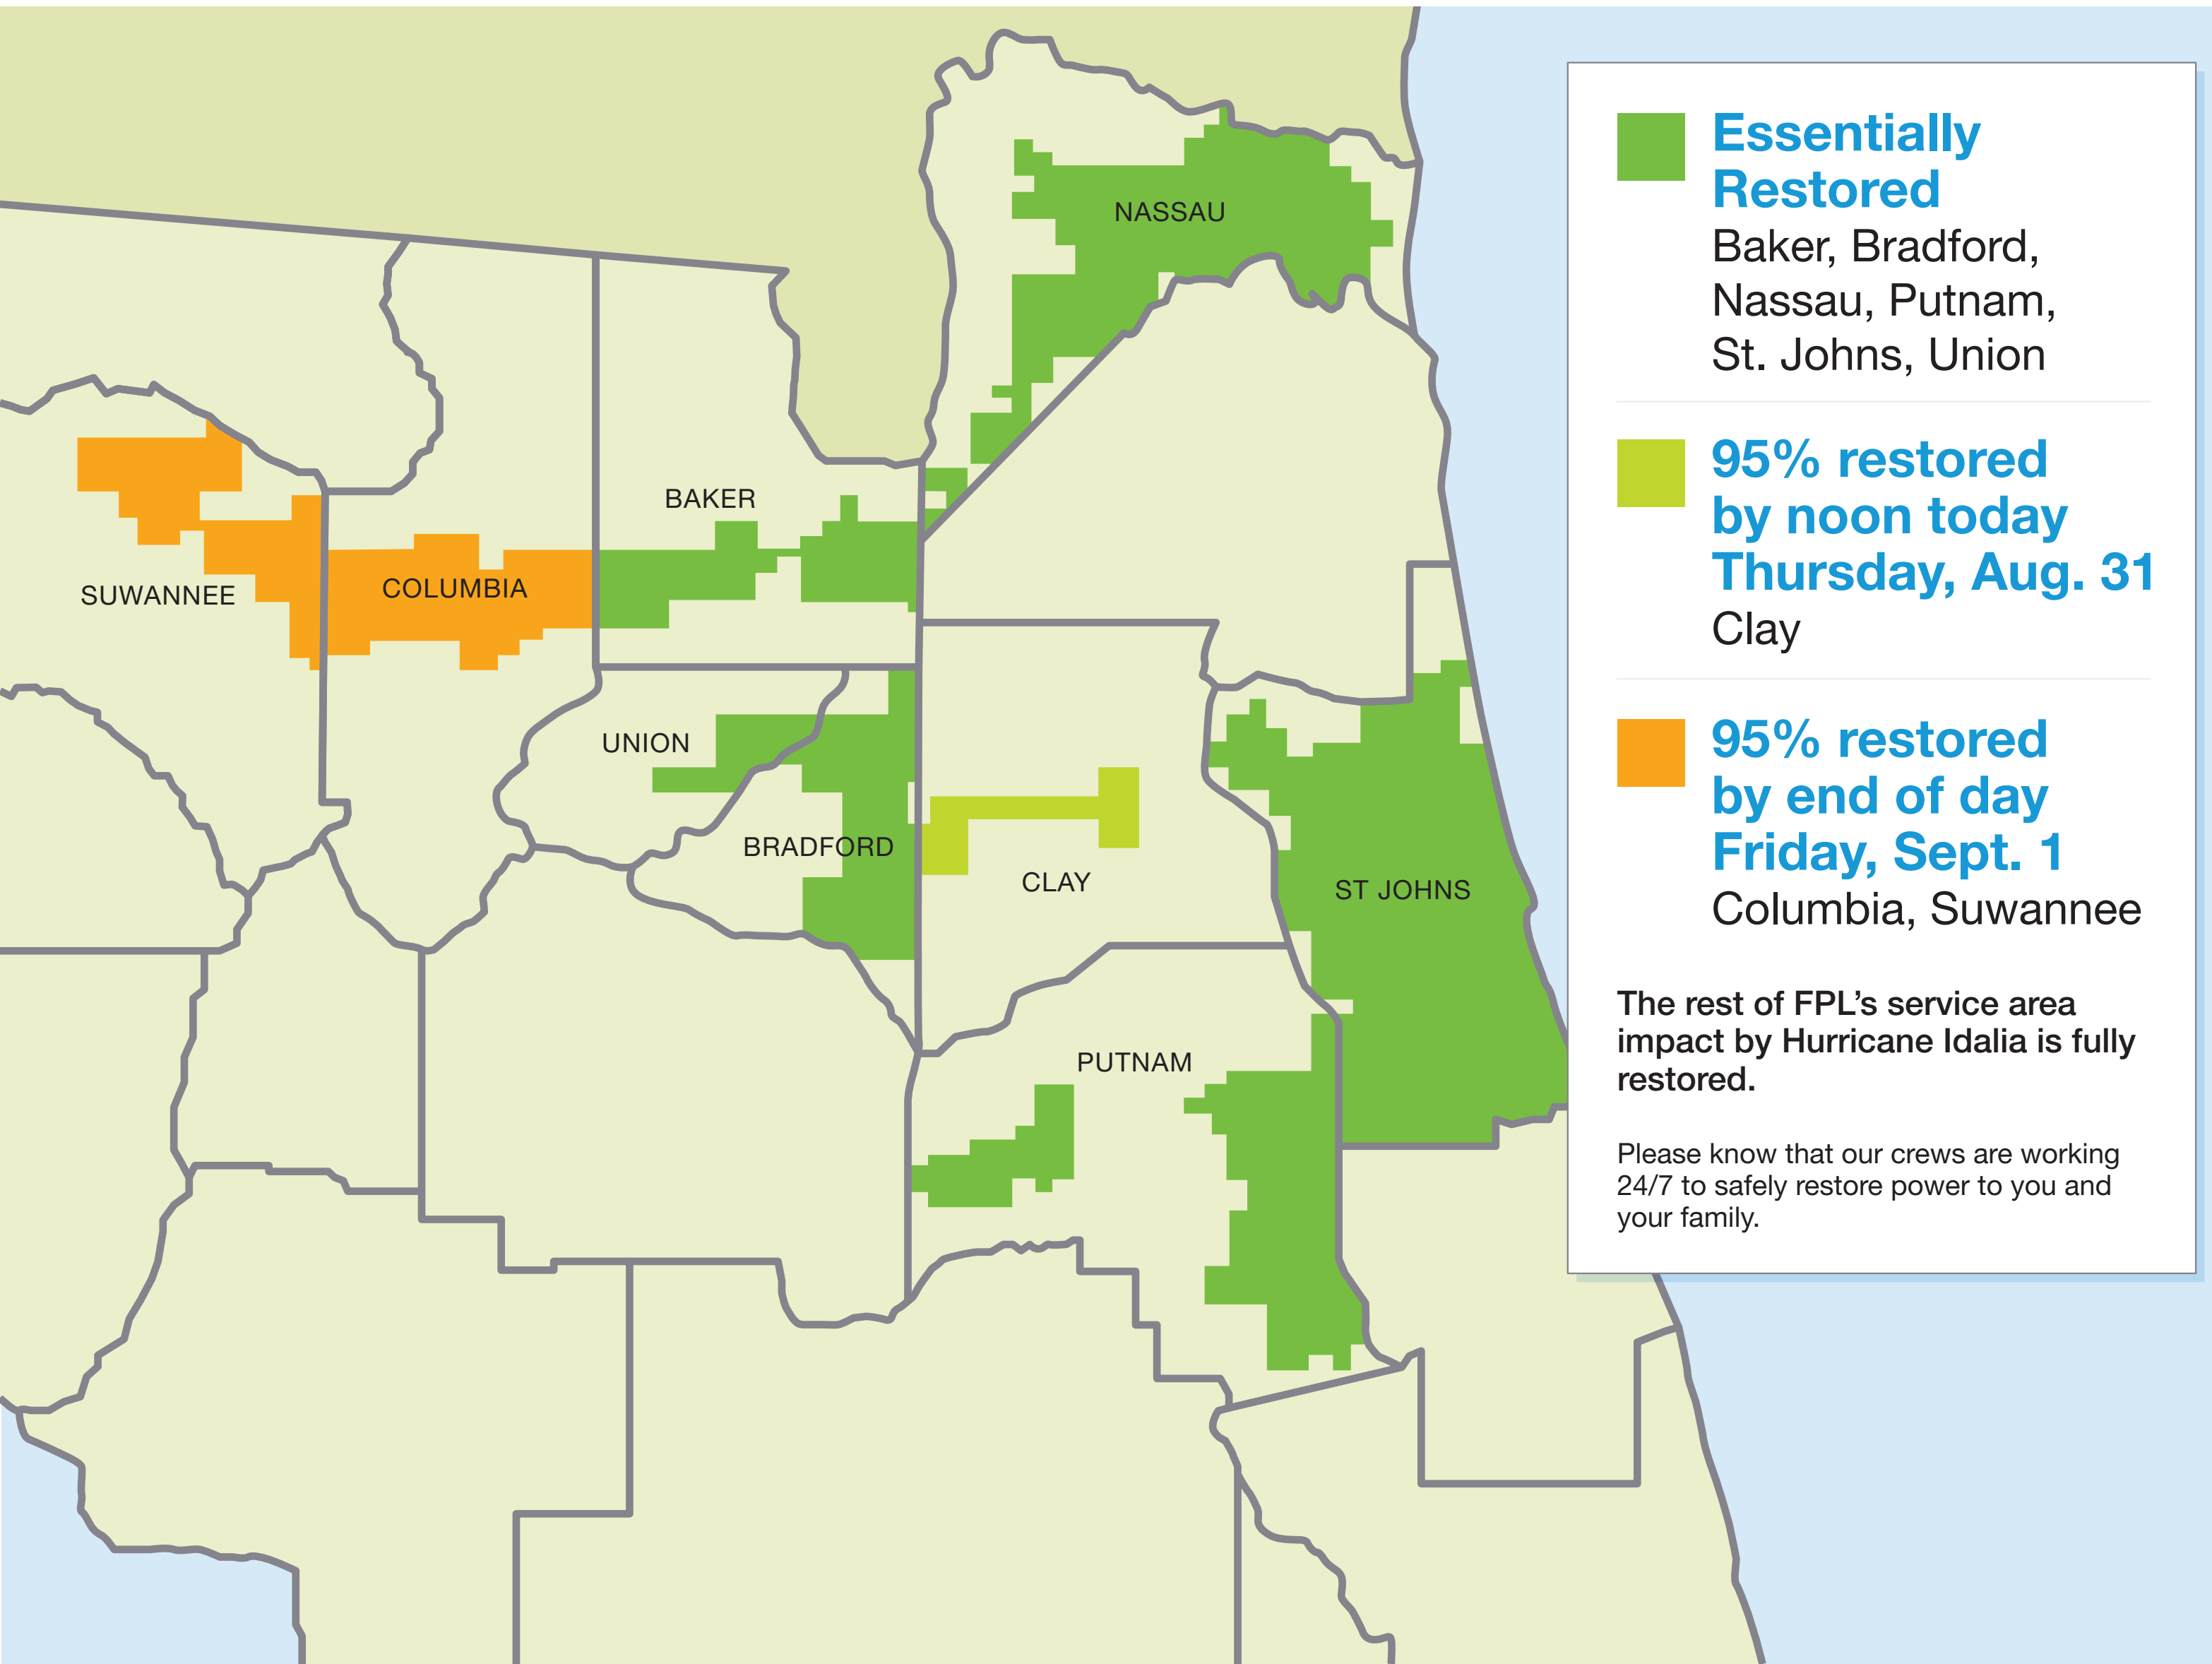 NASSAU
BAKER
SUWANNEE
COLUMBIA
UNION
BRADFORD
CLAY
ST JOHNS
PUTNAM
Essentially
Restored
Baker, Bradford,
Nassau, Putnam,
St. Johns, Union
95% restored
by noon today
Thursday, Aug. 31
Clay
95% restored
by end of day
Friday, Sept. 1
Columbia, Suwannee
The rest of FPL’s service area
impact by Hurricane Idalia is fully
restored.
Please know that our crews are working
24/7 to safely restore power to you and
your family.